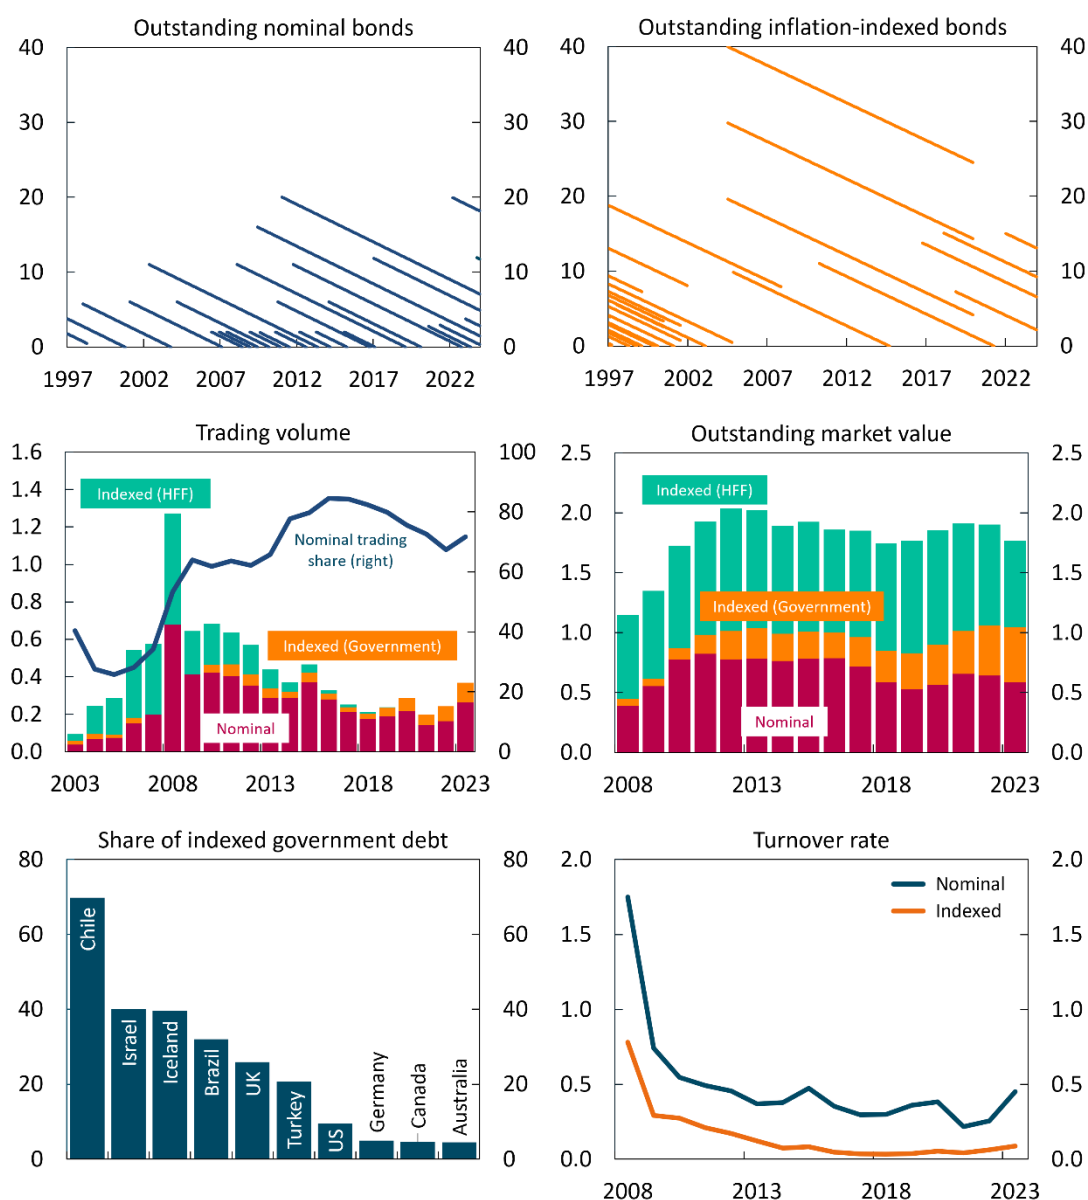 Outstanding nominal bonds
40 40
30 30
20 20
10 10
0 0
1997 2002 2007 2012 2017 2022
Outstanding inflation-indexed bonds
40 40
30 30
20 20
10 10
0 0
1997 2002 2007 2012 2017 2022
Trading volume
1.6 100
1.4
Indexed (HFF)
80
1.2
Nominal trading
share (right)
1.0
60
0.8
0.6
Indexed (Government)
40
0.4
20
0.2
Nominal
0.0 0
2003 2008 2013 2018 2023
Outstanding market value
2.5 2.5
Indexed (HFF)
2.0 2.0
1.5 1.5
Indexed (Government)
1.0 1.0
0.5 0.5
Nominal
0.0 0.0
2008 2013 2018 2023
Share of indexed government debt
80 80
60 60
40 40
20 20
0 0
Chile
Israel
Iceland
Brazil
UK
Turkey
US
Germany
Canada
Australia
Turnover rate
2.0 2.0
Nominal
Indexed
1.5 1.5
1.0 1.0
0.5 0.5
0.0 0.0
2008 2013 2018 2023